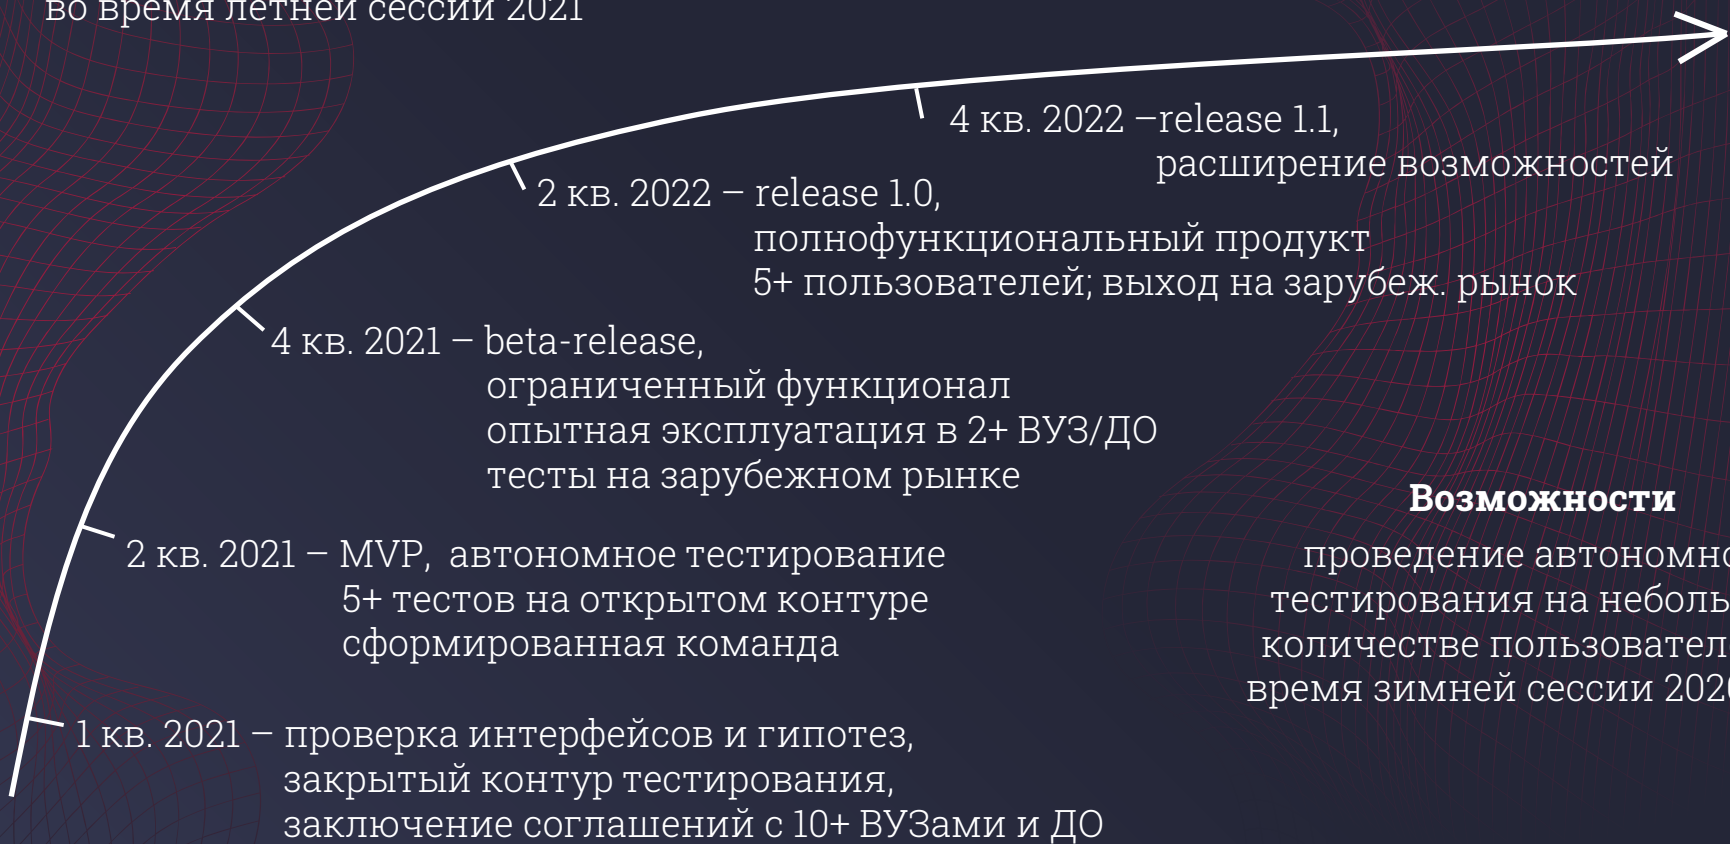 во время летней сессии 2021
4 кв. 2022 –release 1.1,
расширение возможностей
2 кв. 2022 – release 1.0,
полнофункциональный продукт
5+ пользователей; выход на зарубеж. рынок
4 кв. 2021 – beta-release,
ограниченный функционал
опытная эксплуатация в 2+ ВУЗ/ДО
тесты на зарубежном рынке
2 кв. 2021 – MVP, автономное тестирование
5+ тестов на открытом контуре
сформированная команда
1 кв. 2021 – проверка интерфейсов и гипотез,
закрытый контур тестирования,
заключение соглашений с 10+ ВУЗами и ДО
Возможности
проведение
тестирования на
количестве
время зимней сессии